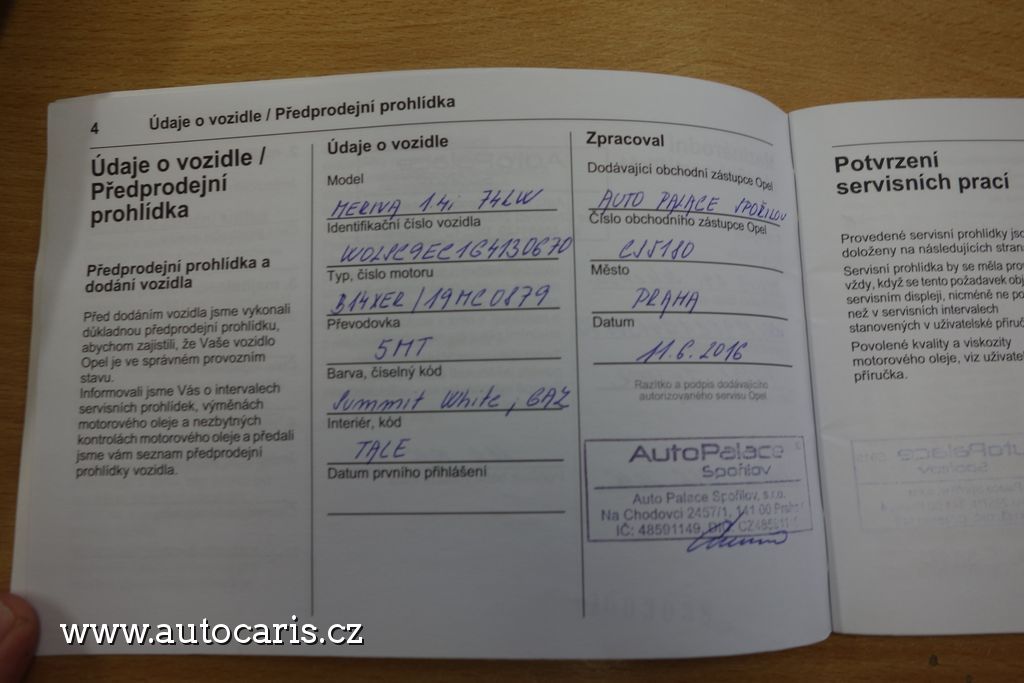 4
Údaje o vozidle / Předprodejní prohlídka
Údaje o vozidle /
Předprodejní
prohlídka
Předprodejní prohlídka a
dodání vozidla
Před dodáním vozidla jsme vykonali
důkladnou předprodejní prohlídku,
abychom zajistili, že Vaše vozidlo
Opel je ve správném provozním
stavu.
Informovali jsme Vás o intervalech
servisních prohlídek, výměnách
motorového oleje a nezbytných
kontrolách motorového oleje a předali
jsme vám seznam předprodejní
prohlídky vozidla.
Údaje o vozidle
Model
MERIVA 1.4i 74kW
Identifikační číslo vozidla
W0LSC9EC1G4130670
Typ, číslo motoru
B14XER / 19MC0879
Převodovka
5MT
Barva, číselný kód
Summit White, GAZ
Interiér, kód
TALE
Datum prvního přihlášení
Zpracoval
Dodávající obchodní zástupce Opel
AUTO PALACE SPOŘILOV
Číslo obchodního zástupce Opel
CS5180
Město
PRAHA
Datum
11.6.2016
Razítko a podpis dodávajícího
autorizovaného servisu Opel
AutoPalace
Spořilov
Auto Palace Spořilov, s.r.o.
Na Chodovci 2457/1, 141 00 Praha
IČ: 48591149, DIČ: CZ48591
Potvrzení
servisních prací
Provedené servisní prohlídky jso
doloženy na následujících stran
Servisní prohlídka by se měla pro
vždy, když se tento požadavek obj
servisním displeji, nicméně ne po
než v servisních intervalech
stanovených v uživatelské příruč
Povolené kvality a viskozity
motorového oleje, viz uživatel
příručka.
www.autocaris.cz